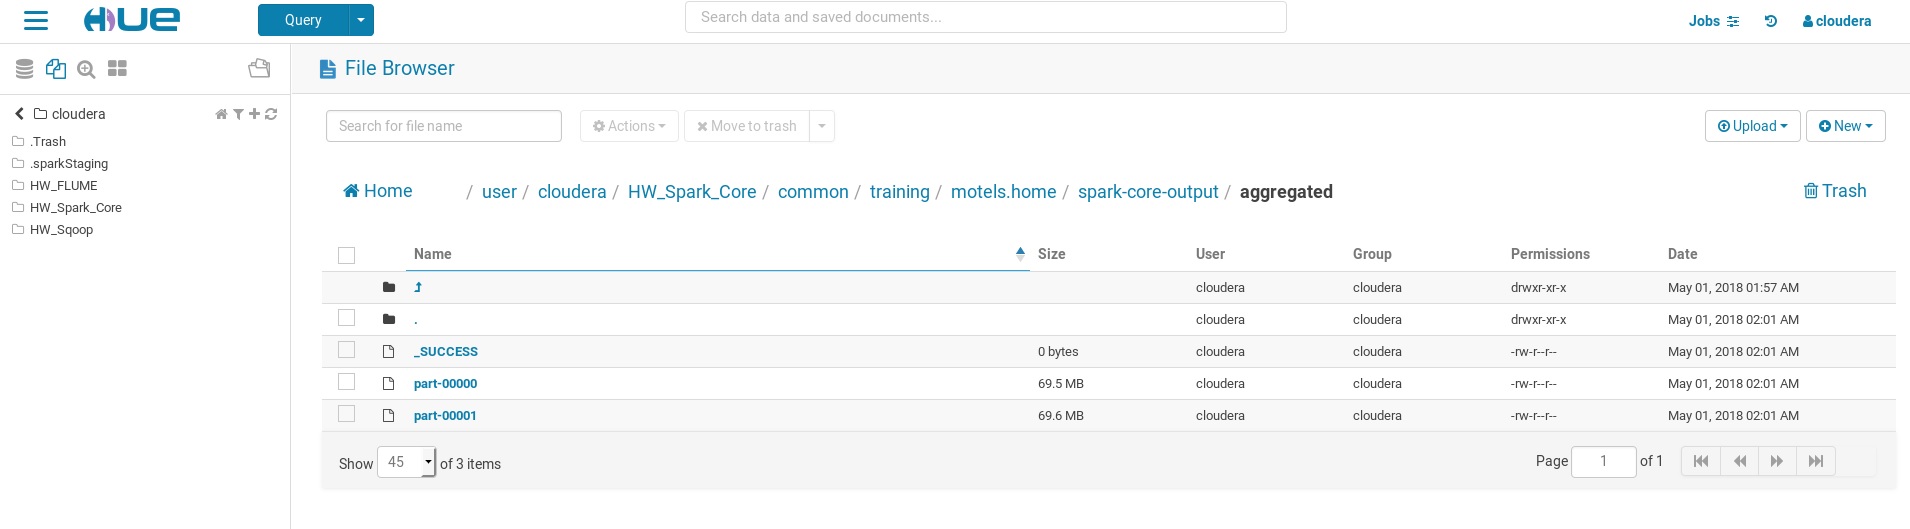 HUE Query Search data and saved documents... Jobs cloudera
File Browser
cloudera
.Trash
.sparkStaging
HW_FLUME
HW_Spark_Core
HW_Sqoop
Search for file name Actions Move to trash Upload New
Home / user / cloudera / HW_Spark_Core / common / training / motels.home / spark-core-output / aggregated Trash
Name Size User Group Permissions Date
cloudera cloudera drwxr-xr-x May 01, 2018 01:57 AM
. cloudera cloudera drwxr-xr-x May 01, 2018 02:01 AM
_SUCCESS 0 bytes cloudera cloudera -rw-r--r-- May 01, 2018 02:01 AM
part-00000 69.5 MB cloudera cloudera -rw-r--r-- May 01, 2018 02:01 AM
part-00001 69.6 MB cloudera cloudera -rw-r--r-- May 01, 2018 02:01 AM
Show 45 of 3 items Page 1 of 1